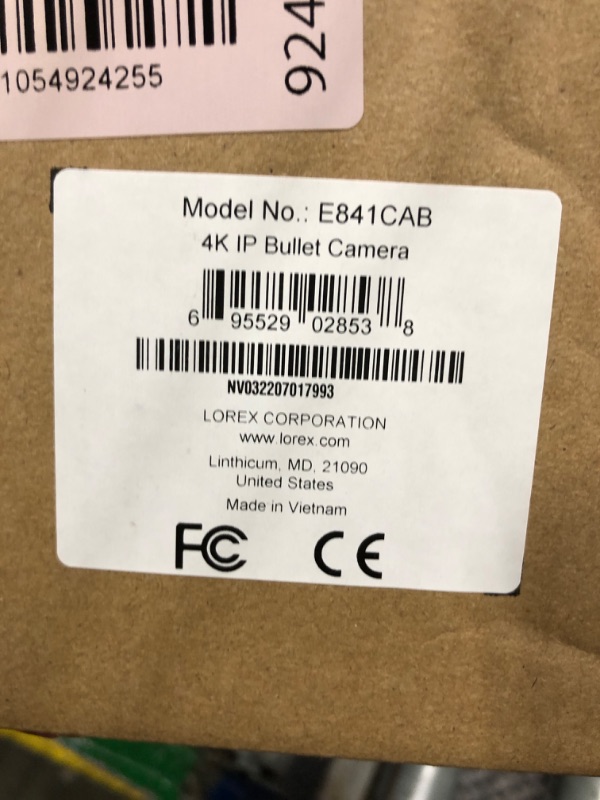 1054924255
924
Model No.: E841CAB
4K IP Bullet Camera
6 95529 02853 8
NV032207017993
LOREX CORPORATION
www.lorex.com
Linthicum, MD, 21090
United States
Made in Vietnam
FC CE